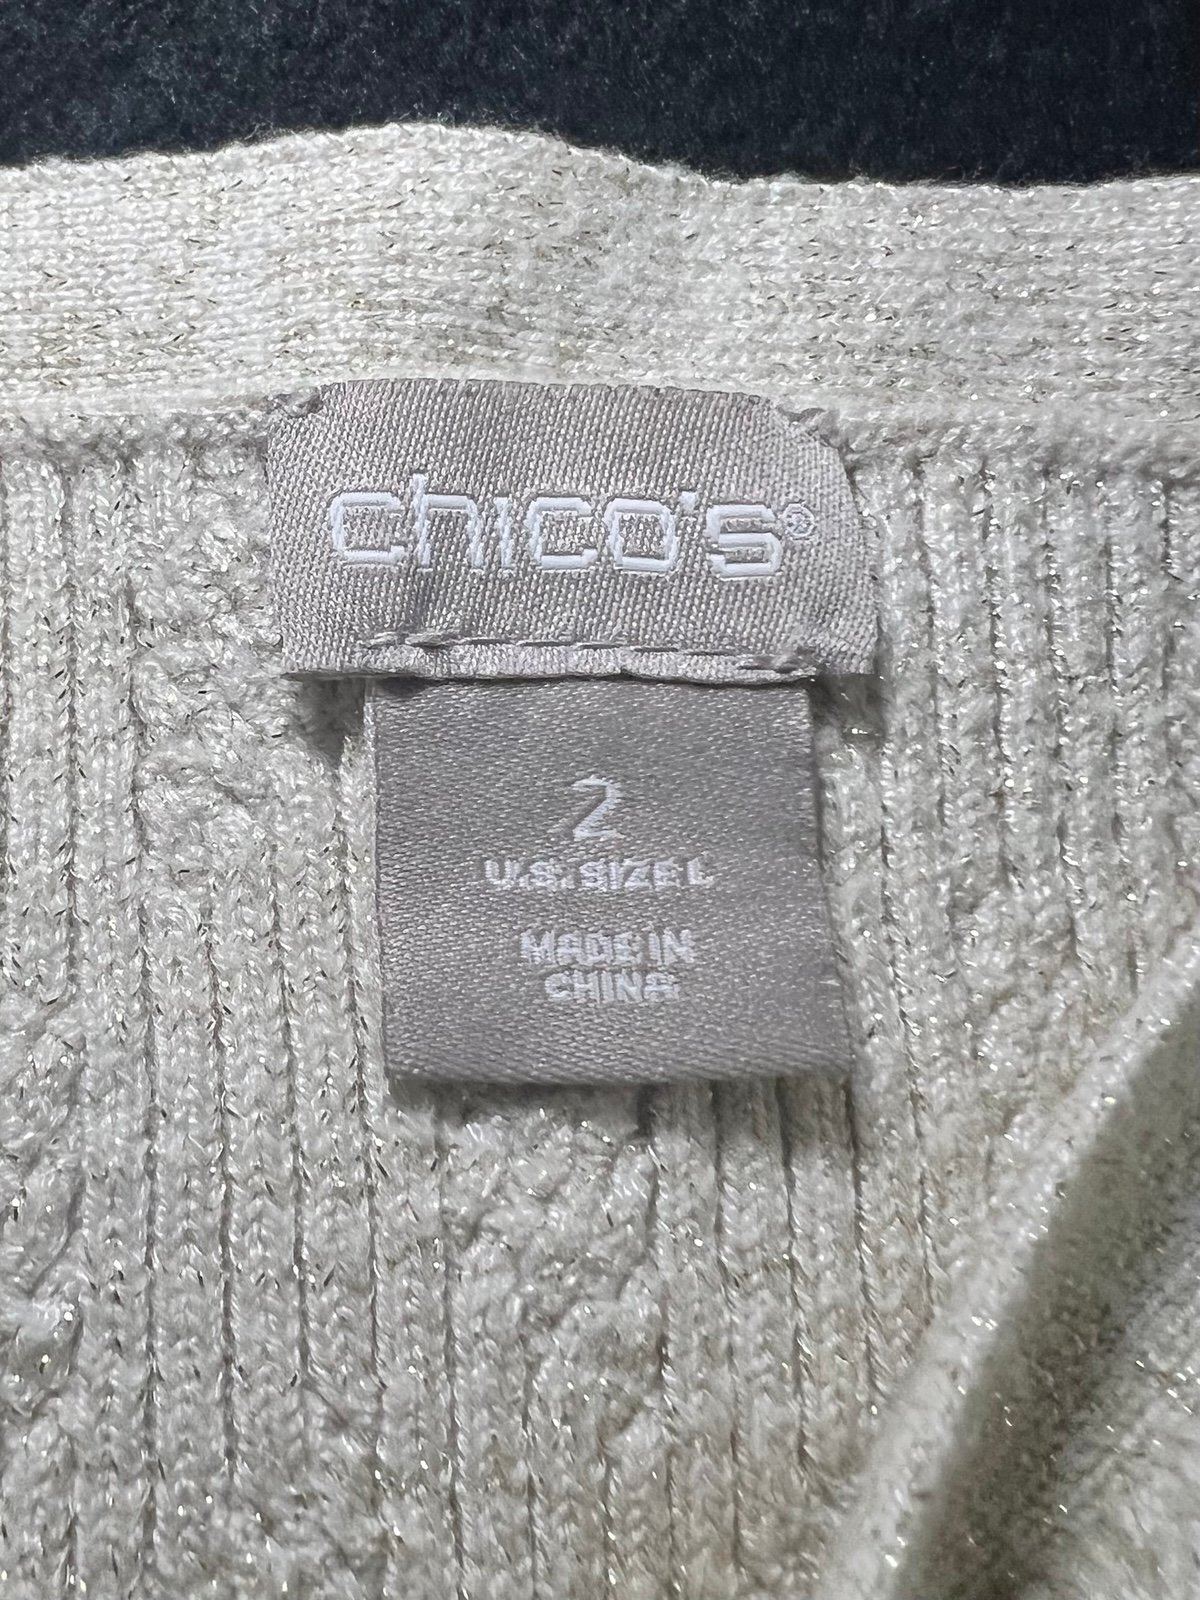 chico's®
2
U.S. SIZE L
MADE IN
CHINA